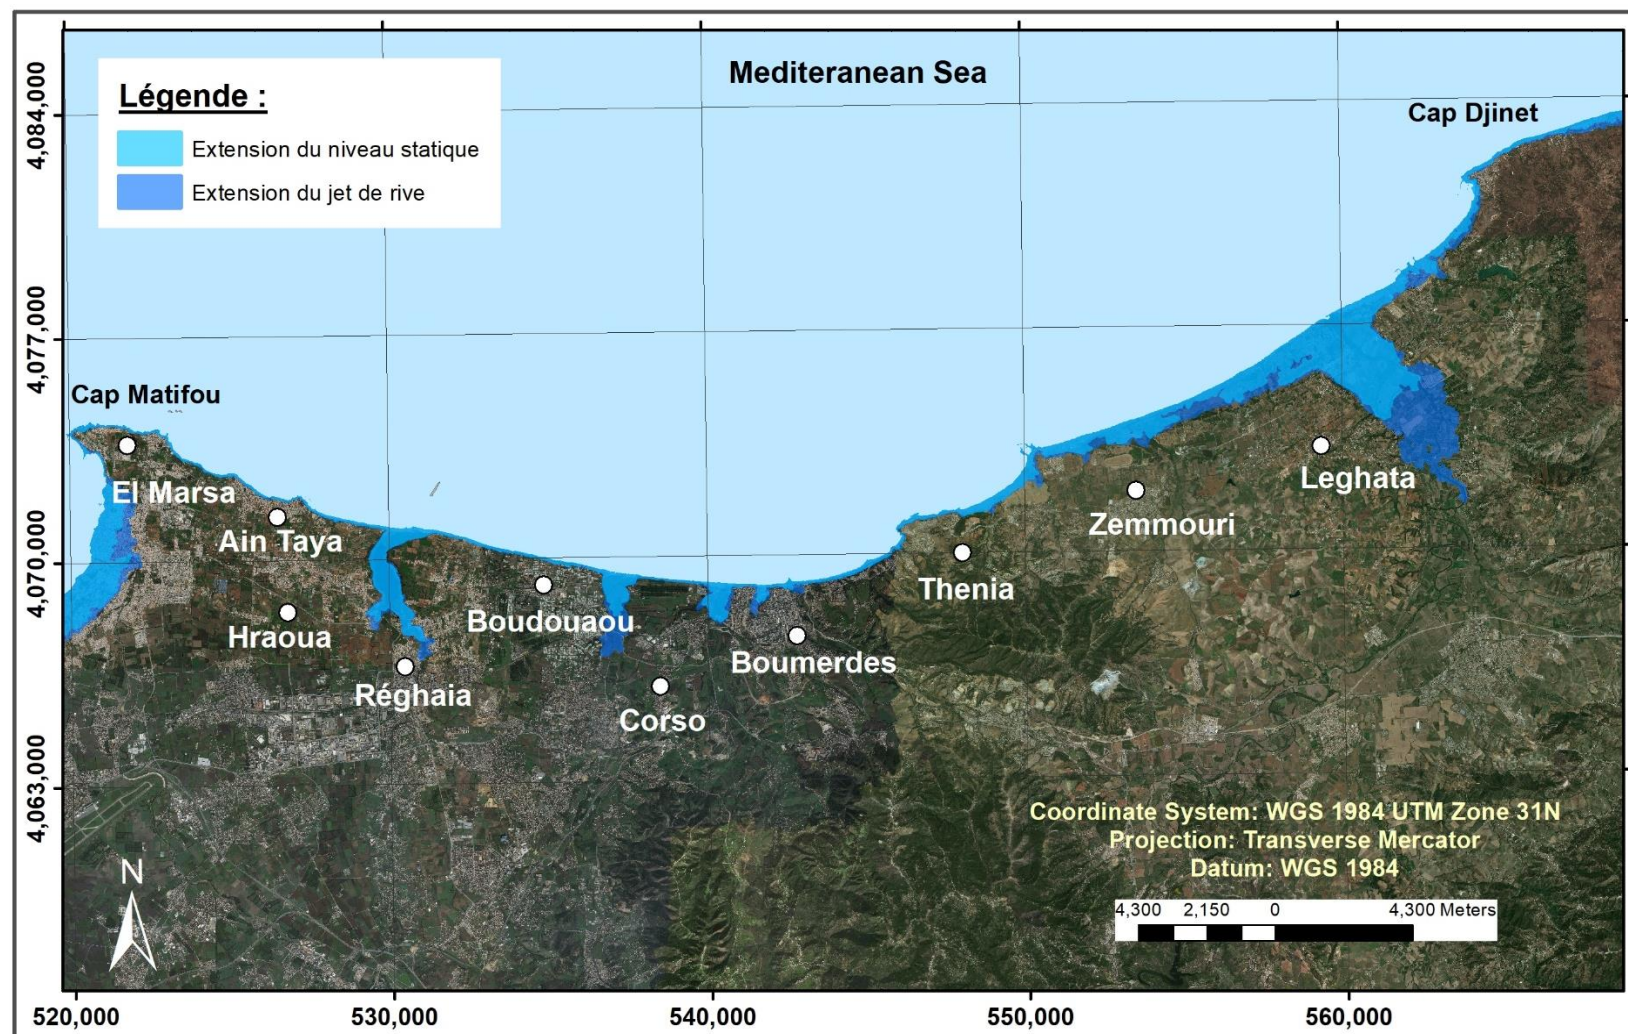 Mediteranean Sea
Légende :
Extension du niveau statique
Extension du jet de rive
Cap Djinet
Cap Matifou
El Marsa
Ain Taya
Hraoua
Réghaia
Boudouaou
Corso
Boumerdes
Thenia
Zemmouri
Leghata
4,084,000
4,077,000
4,070,000
4,063,000
Coordinate System: WGS 1984 UTM Zone 31N
Projection: Transverse Mercator
Datum: WGS 1984
4,300 2,150 0 4,300 Meters
N
520,000 530,000 540,000 550,000 560,000